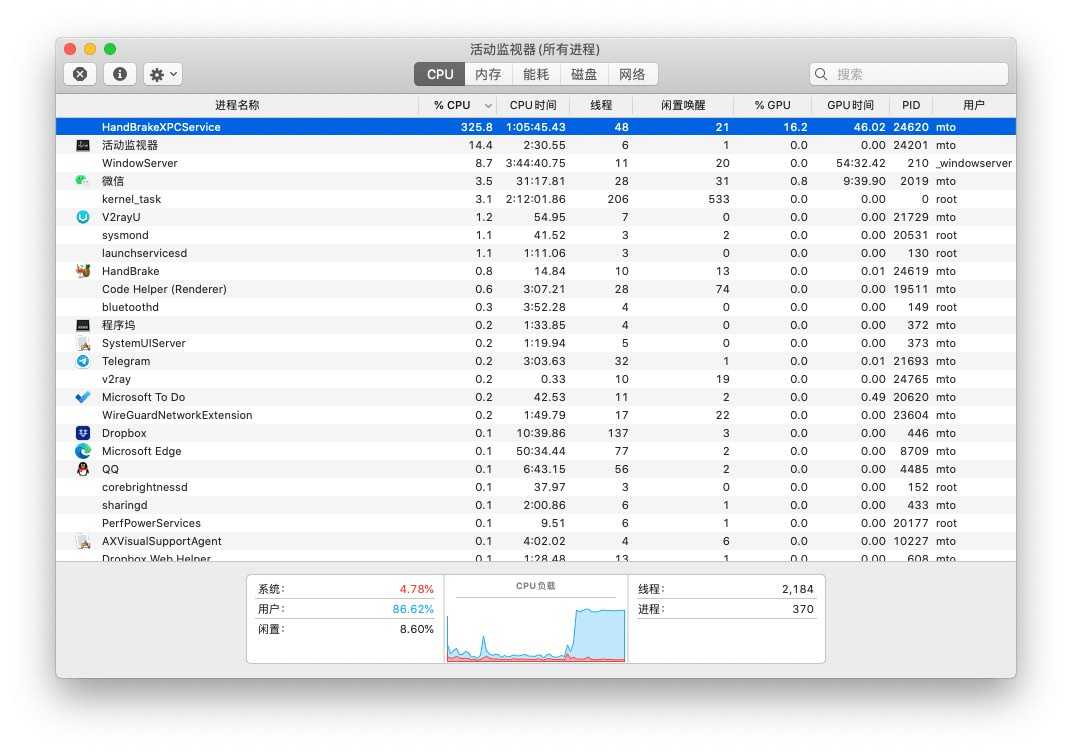 活动监视器 (所有进程)
CPU 内存 能耗 磁盘 网络 搜索
进程名称 % CPU CPU 时间 线程 闲置唤醒 % GPU GPU 时间 PID 用户
HandBrakeXPCService 325.8 1:05:45.43 48 21 16.2 46.02 24620 mto
活动监视器 14.4 2:30.55 6 1 0.0 0.00 24201 mto
WindowServer 8.7 3:44:40.75 11 20 0.0 54:32.42 210 _windowserver
微信 3.5 31:17.81 28 31 0.8 9:39.90 2019 mto
kernel_task 3.1 2:12:01.86 206 533 0.0 0.00 0 root
V2rayU 1.2 54.95 7 0 0.0 0.00 21729 mto
sysmond 1.1 41.52 3 2 0.0 0.00 20531 root
launchservicesd 1.1 1:11.06 3 0 0.0 0.00 130 root
HandBrake 0.8 14.84 10 13 0.0 0.01 24619 mto
Code Helper (Renderer) 0.6 3:07.21 28 74 0.0 0.00 19511 mto
bluetoothd 0.3 3:52.28 4 0 0.0 0.00 149 root
程序坞 0.2 1:33.85 4 0 0.0 0.00 372 mto
SystemUIServer 0.2 1:19.94 5 0 0.0 0.00 373 mto
Telegram 0.2 3:03.63 32 1 0.0 0.01 21693 mto
v2ray 0.2 0.33 10 19 0.0 0.00 24765 mto
Microsoft To Do 0.2 42.53 11 2 0.0 0.49 20620 mto
WireGuardNetworkExtension 0.2 1:49.79 17 22 0.0 0.00 23604 mto
Dropbox 0.1 10:39.86 137 3 0.0 0.00 446 mto
Microsoft Edge 0.1 50:34.44 77 2 0.0 0.00 8709 mto
QQ 0.1 6:43.15 56 2 0.0 0.00 4485 mto
corebrightnessd 0.1 37.97 3 0 0.0 0.00 152 root
sharingd 0.1 2:00.86 6 1 0.0 0.00 433 mto
PerfPowerServices 0.1 9.51 6 1 0.0 0.00 20177 root
AXVisualSupportAgent 0.1 4:02.02 4 6 0.0 0.00 10227 mto
Dropbox Web Helper 0.1 1:28.48 13 1 0.0 0.00 608 mto
系统: 4.78% CPU负载 线程: 2,184
用户: 86.62% 进程: 370
闲置: 8.60%